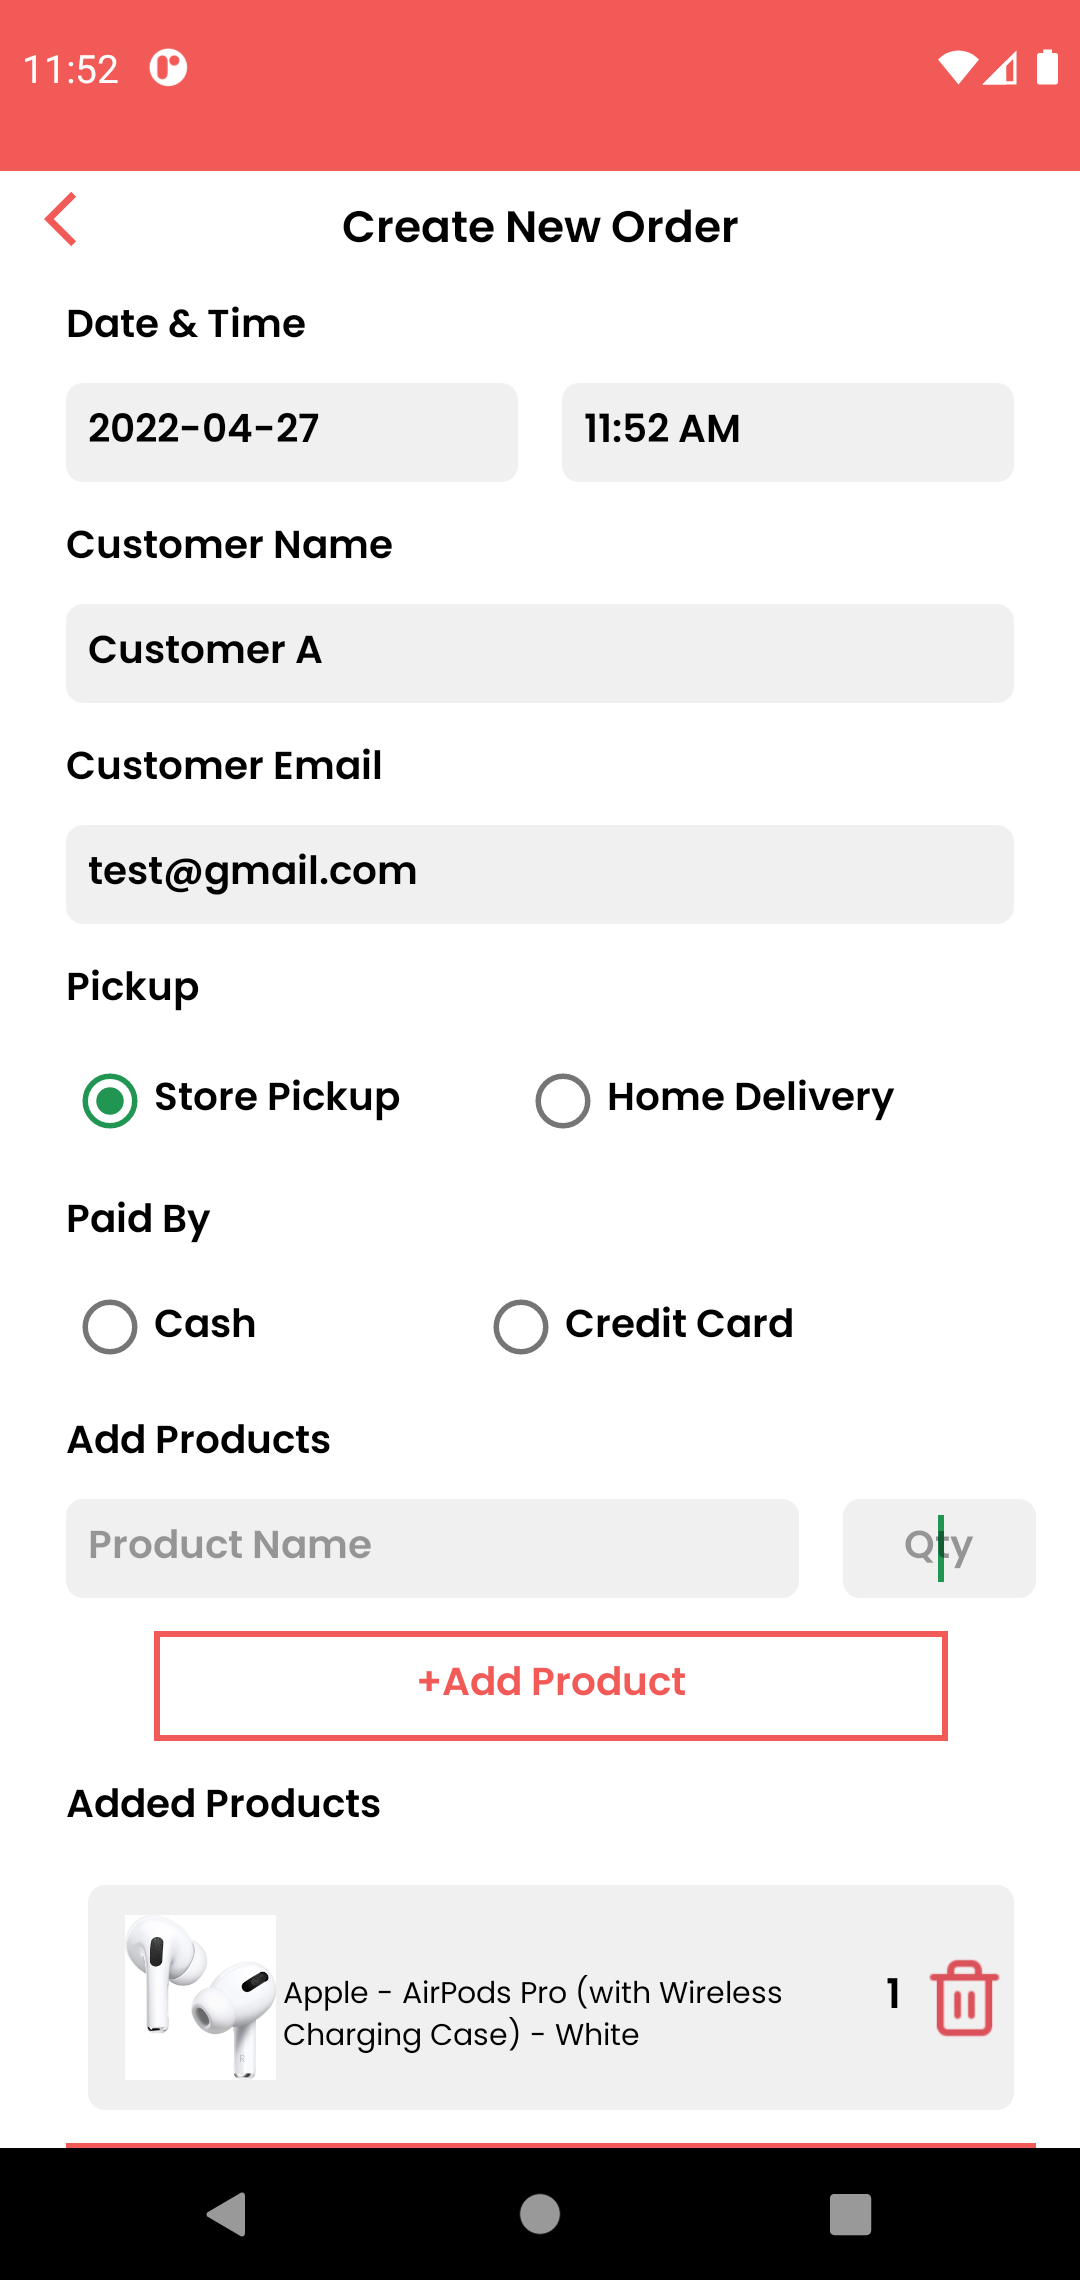 11:52
Create New Order
Date & Time
2022-04-27 11:52 AM
Customer Name
Customer A
Customer Email
test@gmail.com
Pickup
Store Pickup Home Delivery
Paid By
Cash Credit Card
Add Products
Product Name Qty
+Add Product
Added Products
Apple - AirPods Pro (with Wireless
Charging Case) - White
1